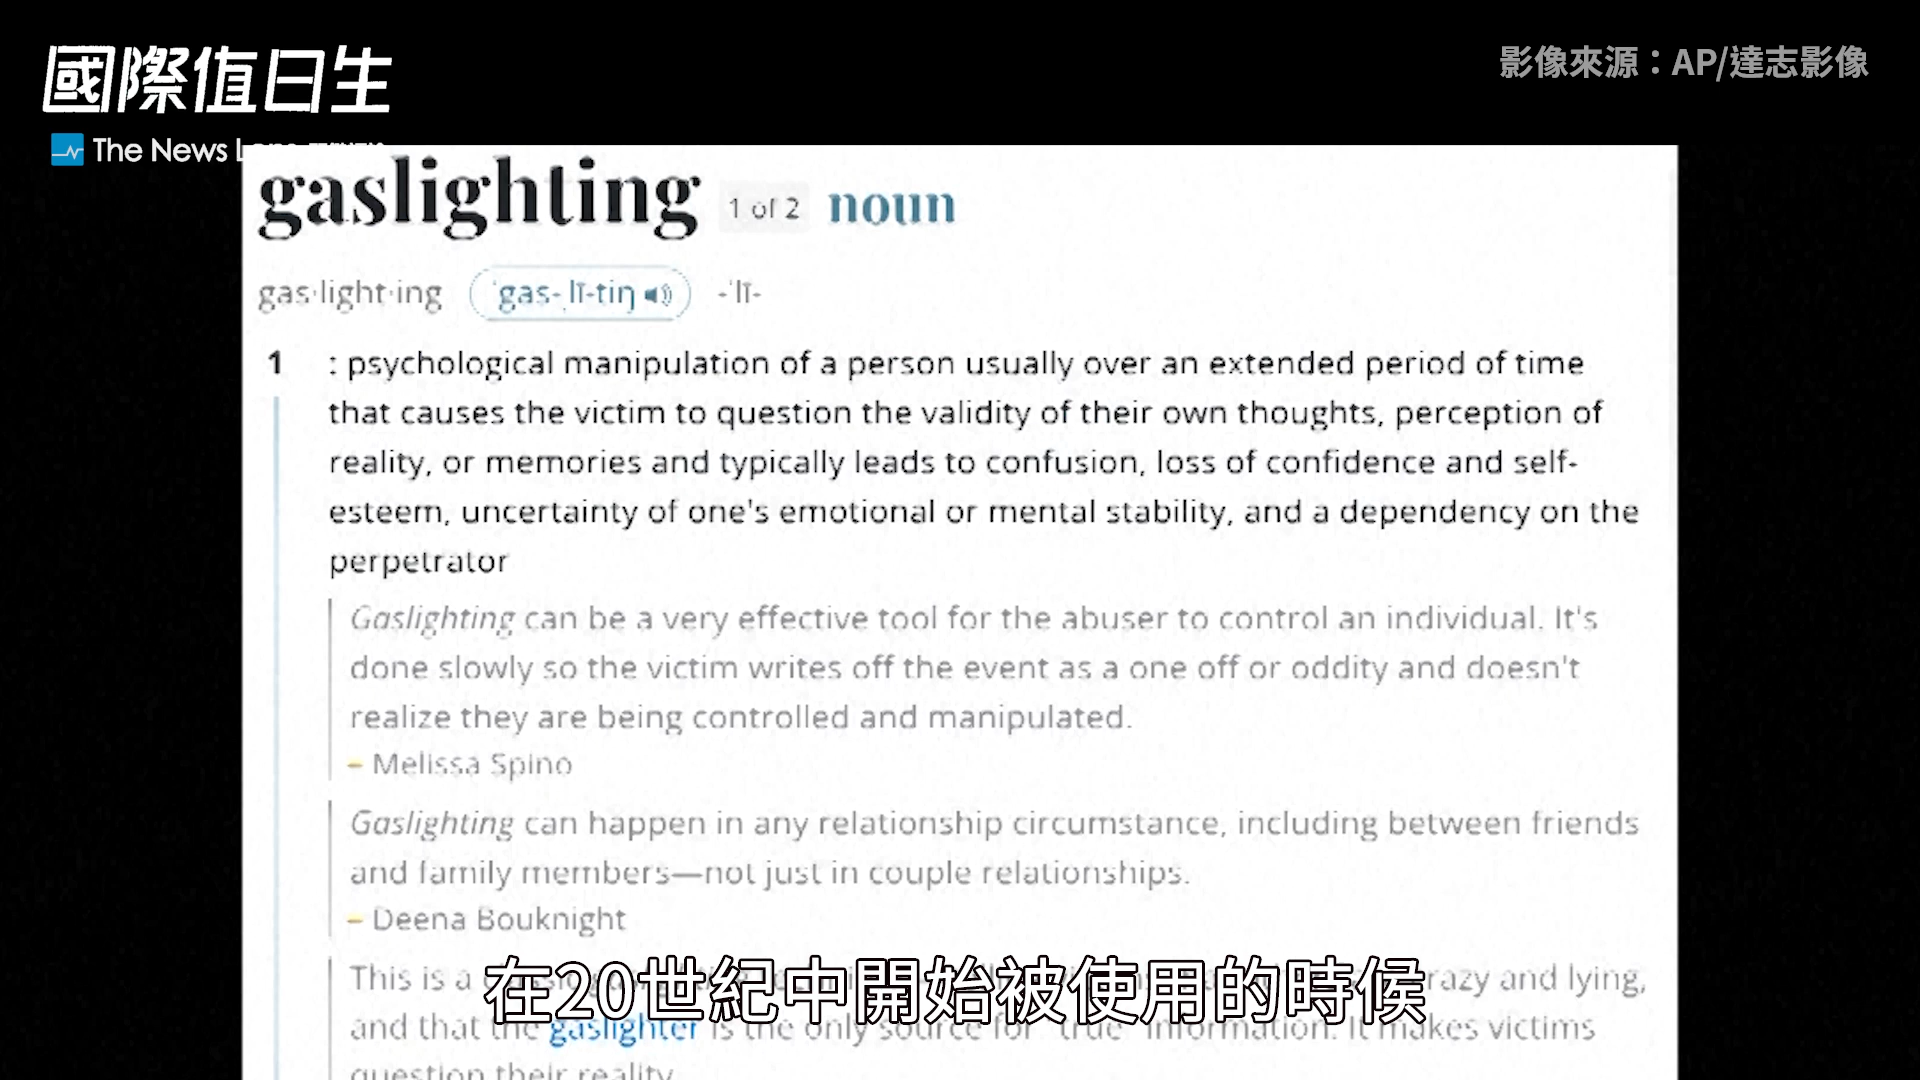 國際值日生
影像來源：AP/達志影像
The News
gaslighting 1 of 2 noun
gas·light·ing ˈgas-ˌlī-tiŋ -ˈlī-
1 : psychological manipulation of a person usually over an extended period of time
that causes the victim to question the validity of their own thoughts, perception of
reality, or memories and typically leads to confusion, loss of confidence and self-
esteem, uncertainty of one's emotional or mental stability, and a dependency on the
perpetrator
Gaslighting can be a very effective tool for the abuser to control an individual. It's
done slowly so the victim writes off the event as a one off or oddity and doesn't
realize they are being controlled and manipulated.
– Melissa Spino
Gaslighting can happen in any relationship circumstance, including between friends
and family members—not just in couple relationships.
– Deena Bouknight
This is a crazy and lying,
在20世紀中開始被使用的時候
and that the gaslighter is the only source for "true" information. It makes victims
question their reality.